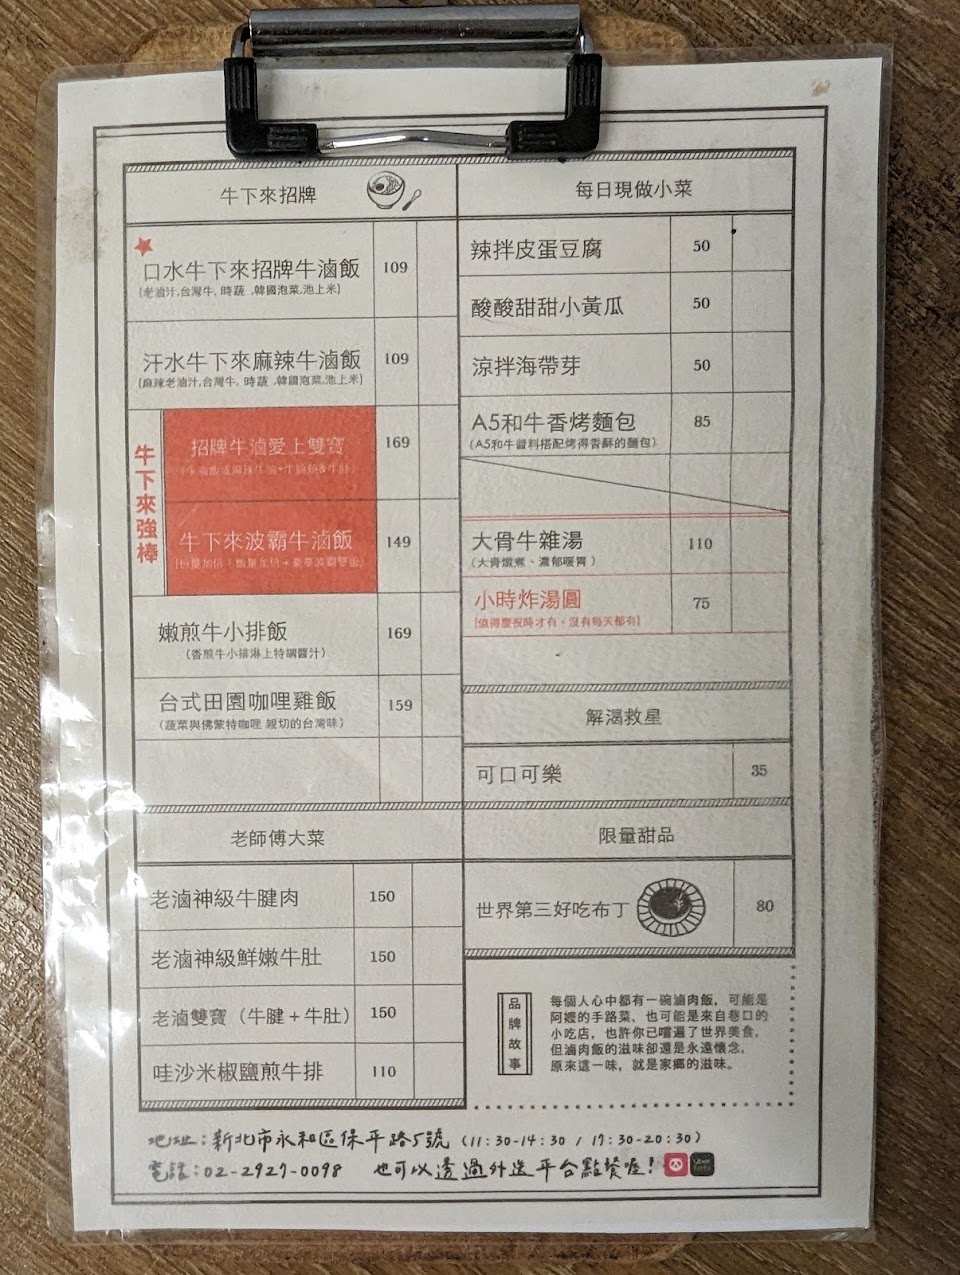 牛下來招牌
口水牛下來招牌牛滷飯 109
(老滷汁,台灣牛, 時蔬 ,韓國泡菜,池上米)
汗水牛下來麻辣牛滷飯 109
(麻辣老滷汁,台灣牛, 時蔬 ,韓國泡菜,池上米)
牛下來強棒
招牌牛滷愛上雙寶 169
牛下來波霸牛滷飯 149
嫩煎牛小排飯 169
(香煎牛小排淋上特調醬汁)
台式田園咖哩雞飯 159
(蔬菜與佛蒙特咖哩 親切的台灣味)
老師傅大菜
老滷神級牛腱肉 150
老滷神級鮮嫩牛肚 150
老滷雙寶（牛腱+牛肚） 150
哇沙米椒鹽煎牛排 110
每日現做小菜
辣拌皮蛋豆腐 50
酸酸甜甜小黃瓜 50
涼拌海帶芽 50
A5和牛香烤麵包 85
(A5和牛醬料搭配烤得香酥的麵包)
大骨牛雜湯 110
(大骨燉煮、濃郁暖胃)
小時炸湯圓 75
(值得慶祝時才有，沒有每天都有)
解渴救星
可口可樂 35
限量甜品
世界第三好吃布丁 80
品牌故事
每個人心中都有一碗滷肉飯，可能是
阿嬤的手路菜、也可能是來自巷口的
小吃店，也許你已嚐遍了世界美食，
但滷肉飯的滋味卻還是永遠懷念，
原來這一味，就是家鄉的滋味。
地址：新北市永和區保平路5號 (11:30-14:30 / 17:30-20:30)
電話：02-2927-0098 也可以透過外送平台點餐喔！
Uber Eats